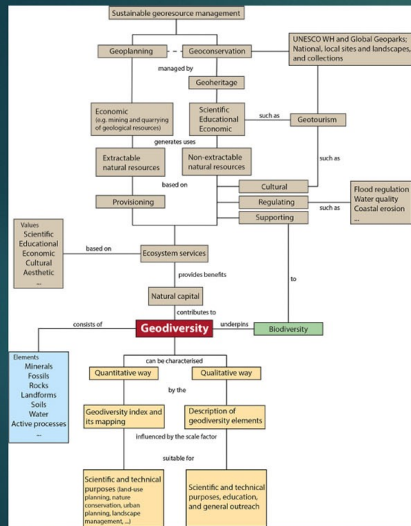 Sustainable georesource management
Geoplanning
Geoconservation
UNESCO WH and Global Geoparks;
National, local sites and landscapes,
and collections
managed by
Geoheritage
Economic
(e.g. mining and quarrying
of geological resources)
Scientific
Educational
Economic
such as
Geotourism
generates uses
Extractable
natural resources
Non-extractable
natural resources
such as
based on
Provisioning
Cultural
Regulating
Supporting
such as
Flood regulation
Water quality
Coastal erosion
...
Values
Scientific
Educational
Economic
Cultural
Aesthetic
...
based on
Ecosystem services
provides benefits
to
Natural capital
contributes to
consists of
Geodiversity
underpins
Biodiversity
Elements
Minerals
Fossils
Rocks
Landforms
Soils
Water
Active processes
...
can be characterised
Quantitative way
Qualitative way
by the
Geodiversity index and
its mapping
Description of
geodiversity elements
influenced by the scale factor
suitable for
Scientific and technical
purposes (land-use
planning, nature
conservation, urban
planning, landscape
management, ...)
Scientific and technical
purposes, education,
and general outreach